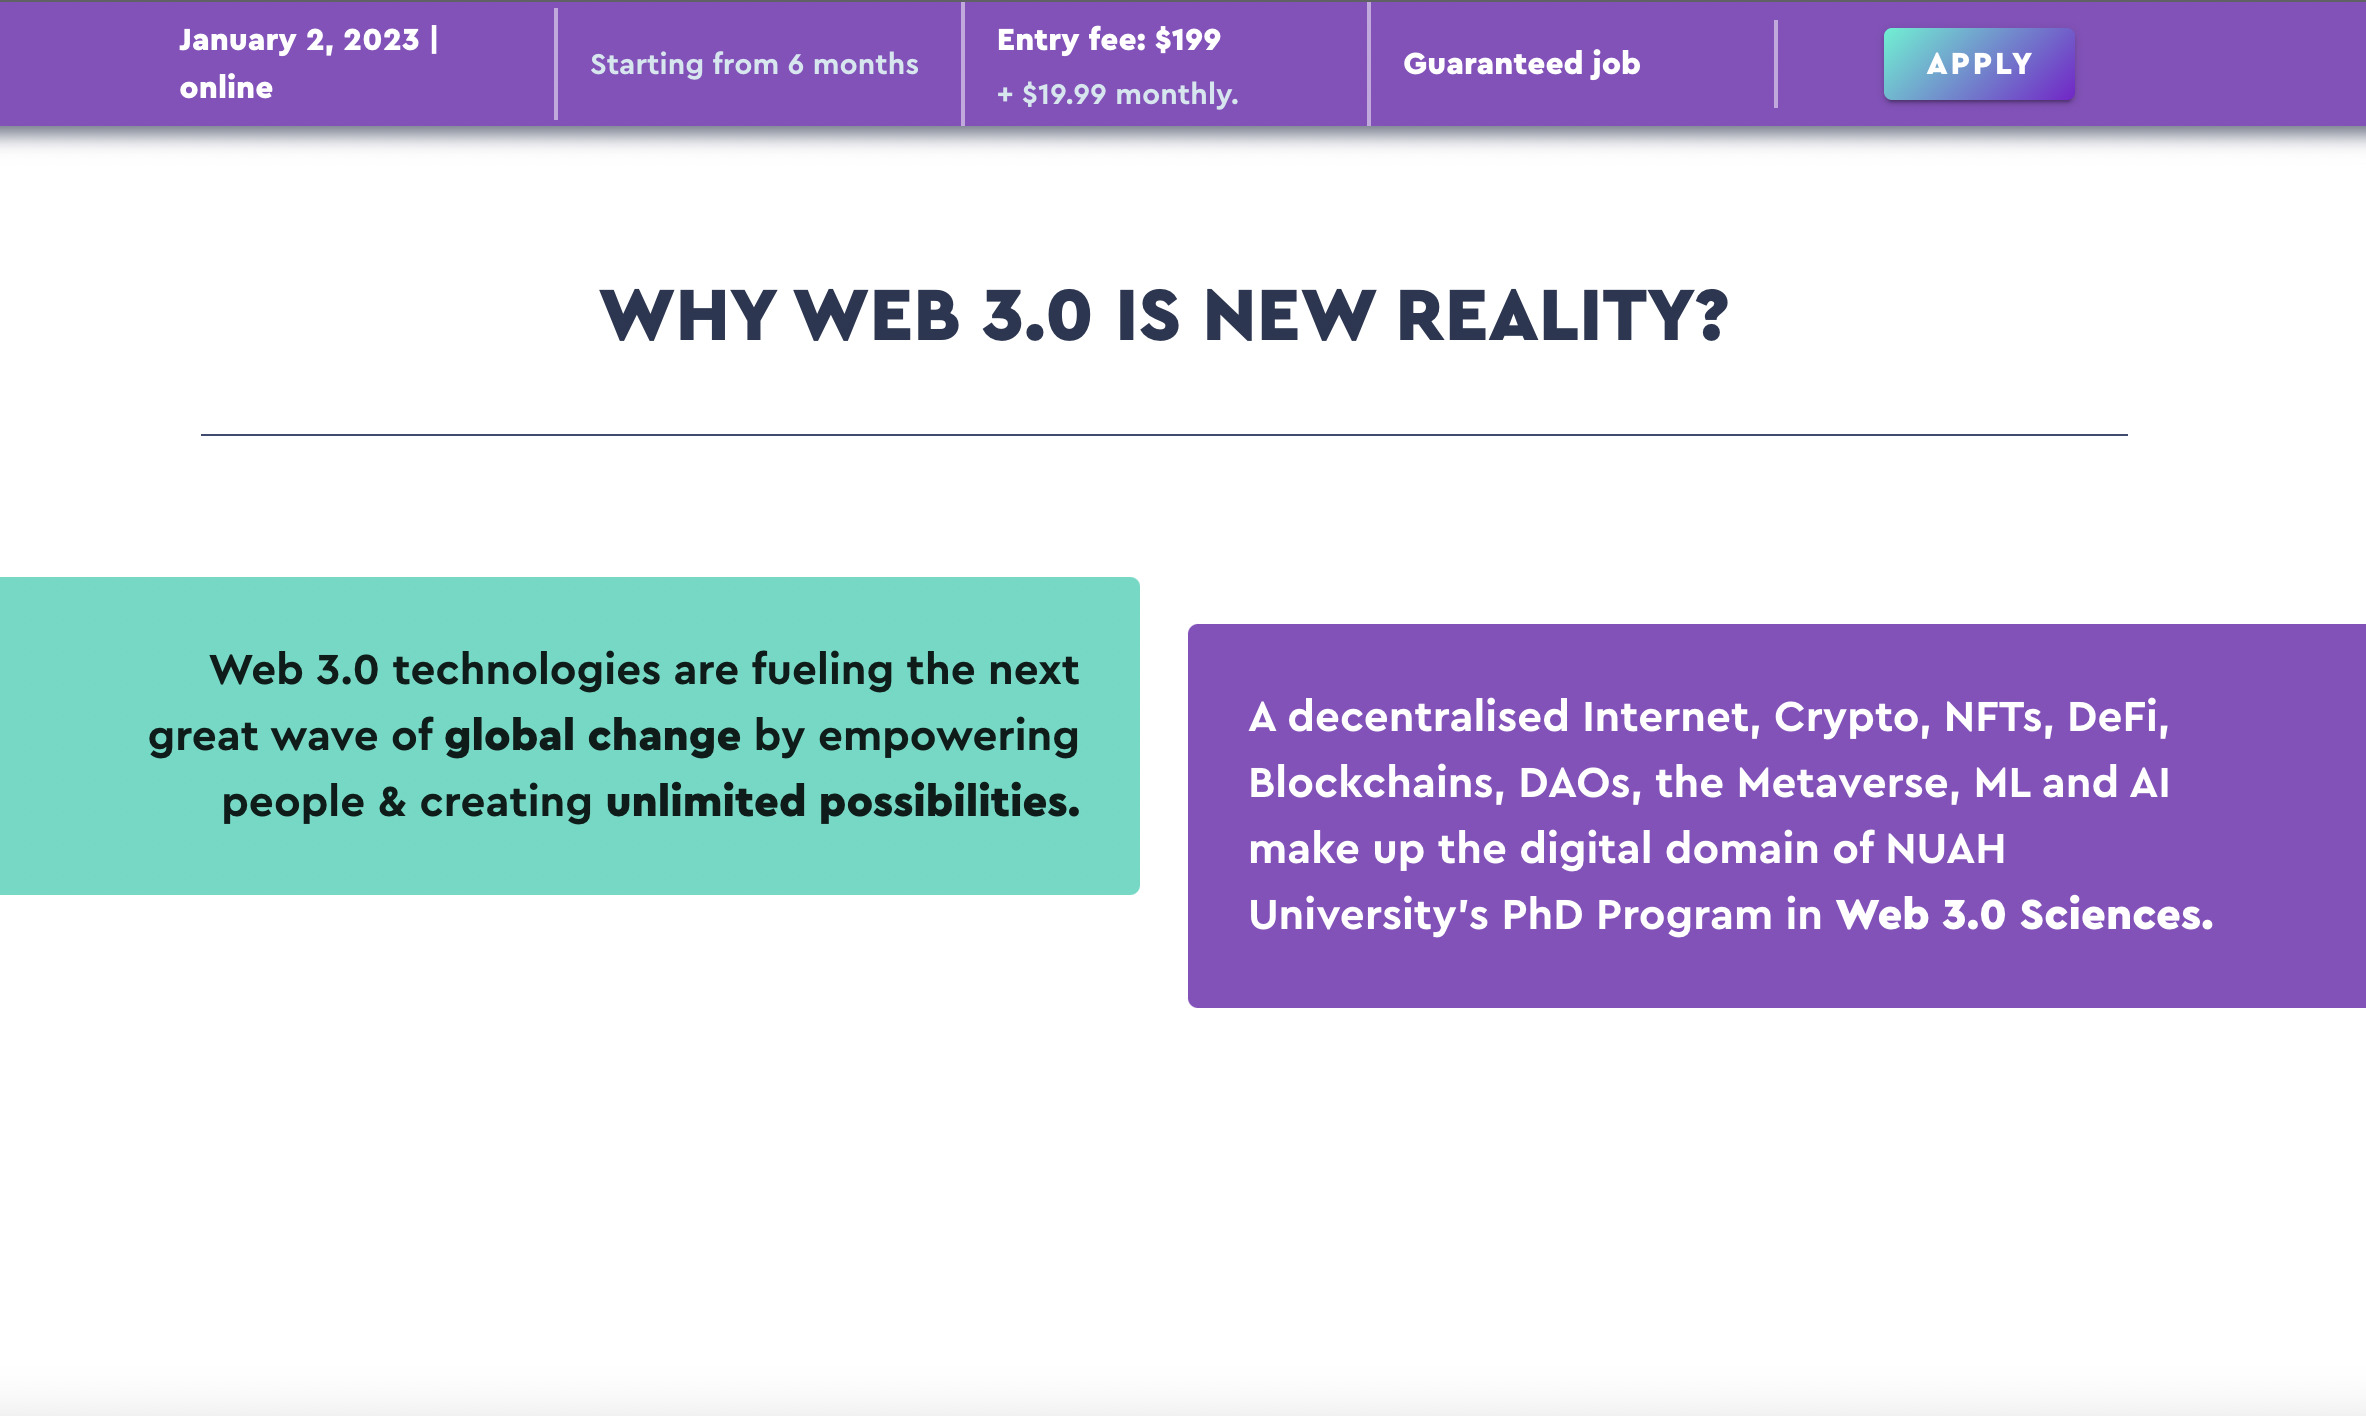 January 2, 2023 |
online
Starting from 6 months
Entry fee: $199
+ $19.99 monthly.
Guaranteed job
APPLY
WHY WEB 3.0 IS NEW REALITY?
Web 3.0 technologies are fueling the next
great wave of global change by empowering
people & creating unlimited possibilities.
A decentralised Internet, Crypto, NFTs, DeFi,
Blockchains, DAOs, the Metaverse, ML and AI
make up the digital domain of NUAH
University's PhD Program in Web 3.0 Sciences.